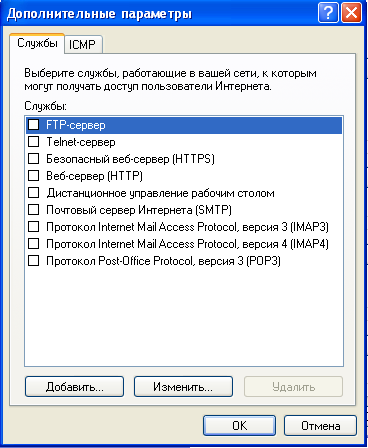 Дополнительные параметры
Службы
ICMP
Выберите службы, работающие в вашей сети, к которым
могут получать доступ пользователи Интернета.
Службы:
FTP-сервер
Telnet-сервер
Безопасный веб-сервер (HTTPS)
Веб-сервер (HTTP)
Дистанционное управление рабочим столом
Почтовый сервер Интернета (SMTP)
Протокол Internet Mail Access Protocol, версия 3 (IMAP3)
Протокол Internet Mail Access Protocol, версия 4 (IMAP4)
Протокол Post-Office Protocol, версия 3 (POP3)
Добавить...
Изменить...
Удалить
ОК
Отмена